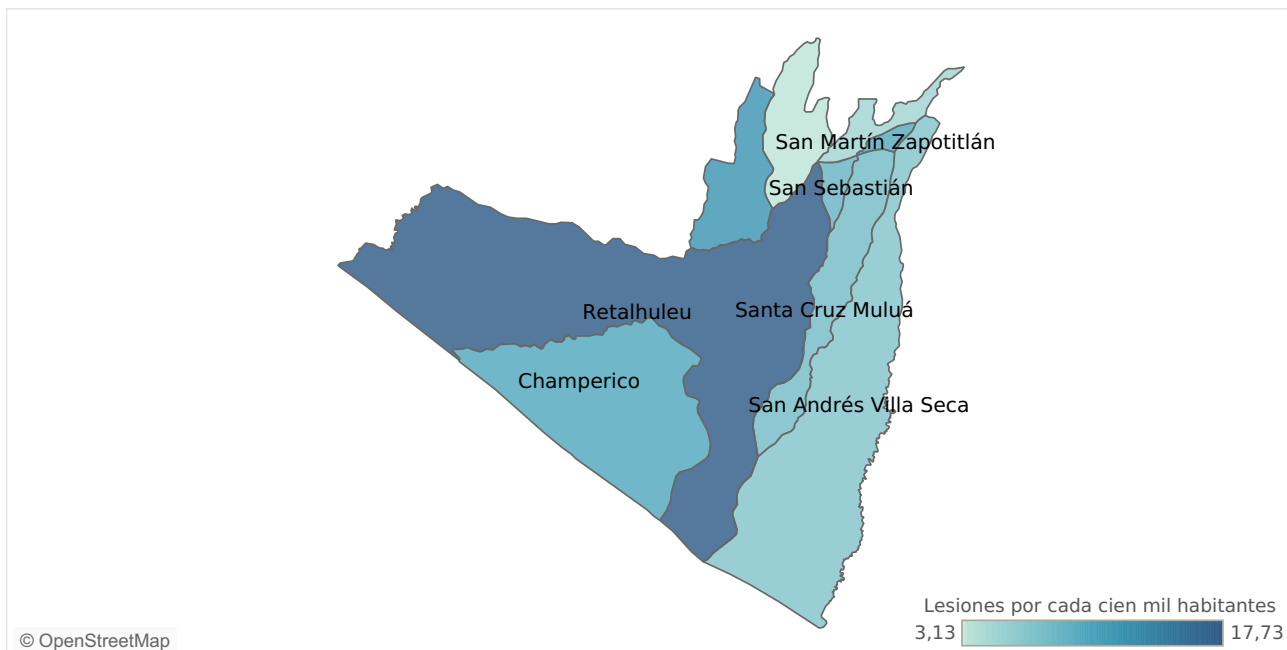 San Martín Zapotitlán
San Sebastián
Retalhuleu
Santa Cruz Muluá
Champerico
San Andrés Villa Seca
Lesiones por cada cien mil habitantes
3,13
17,73
© OpenStreetMap